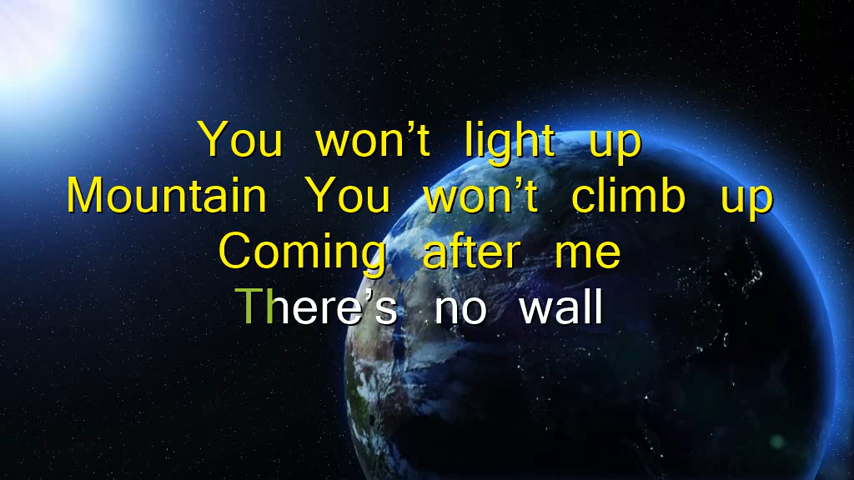 You won’t light up
Mountain You won’t climb up
Coming after me
There’s no wall